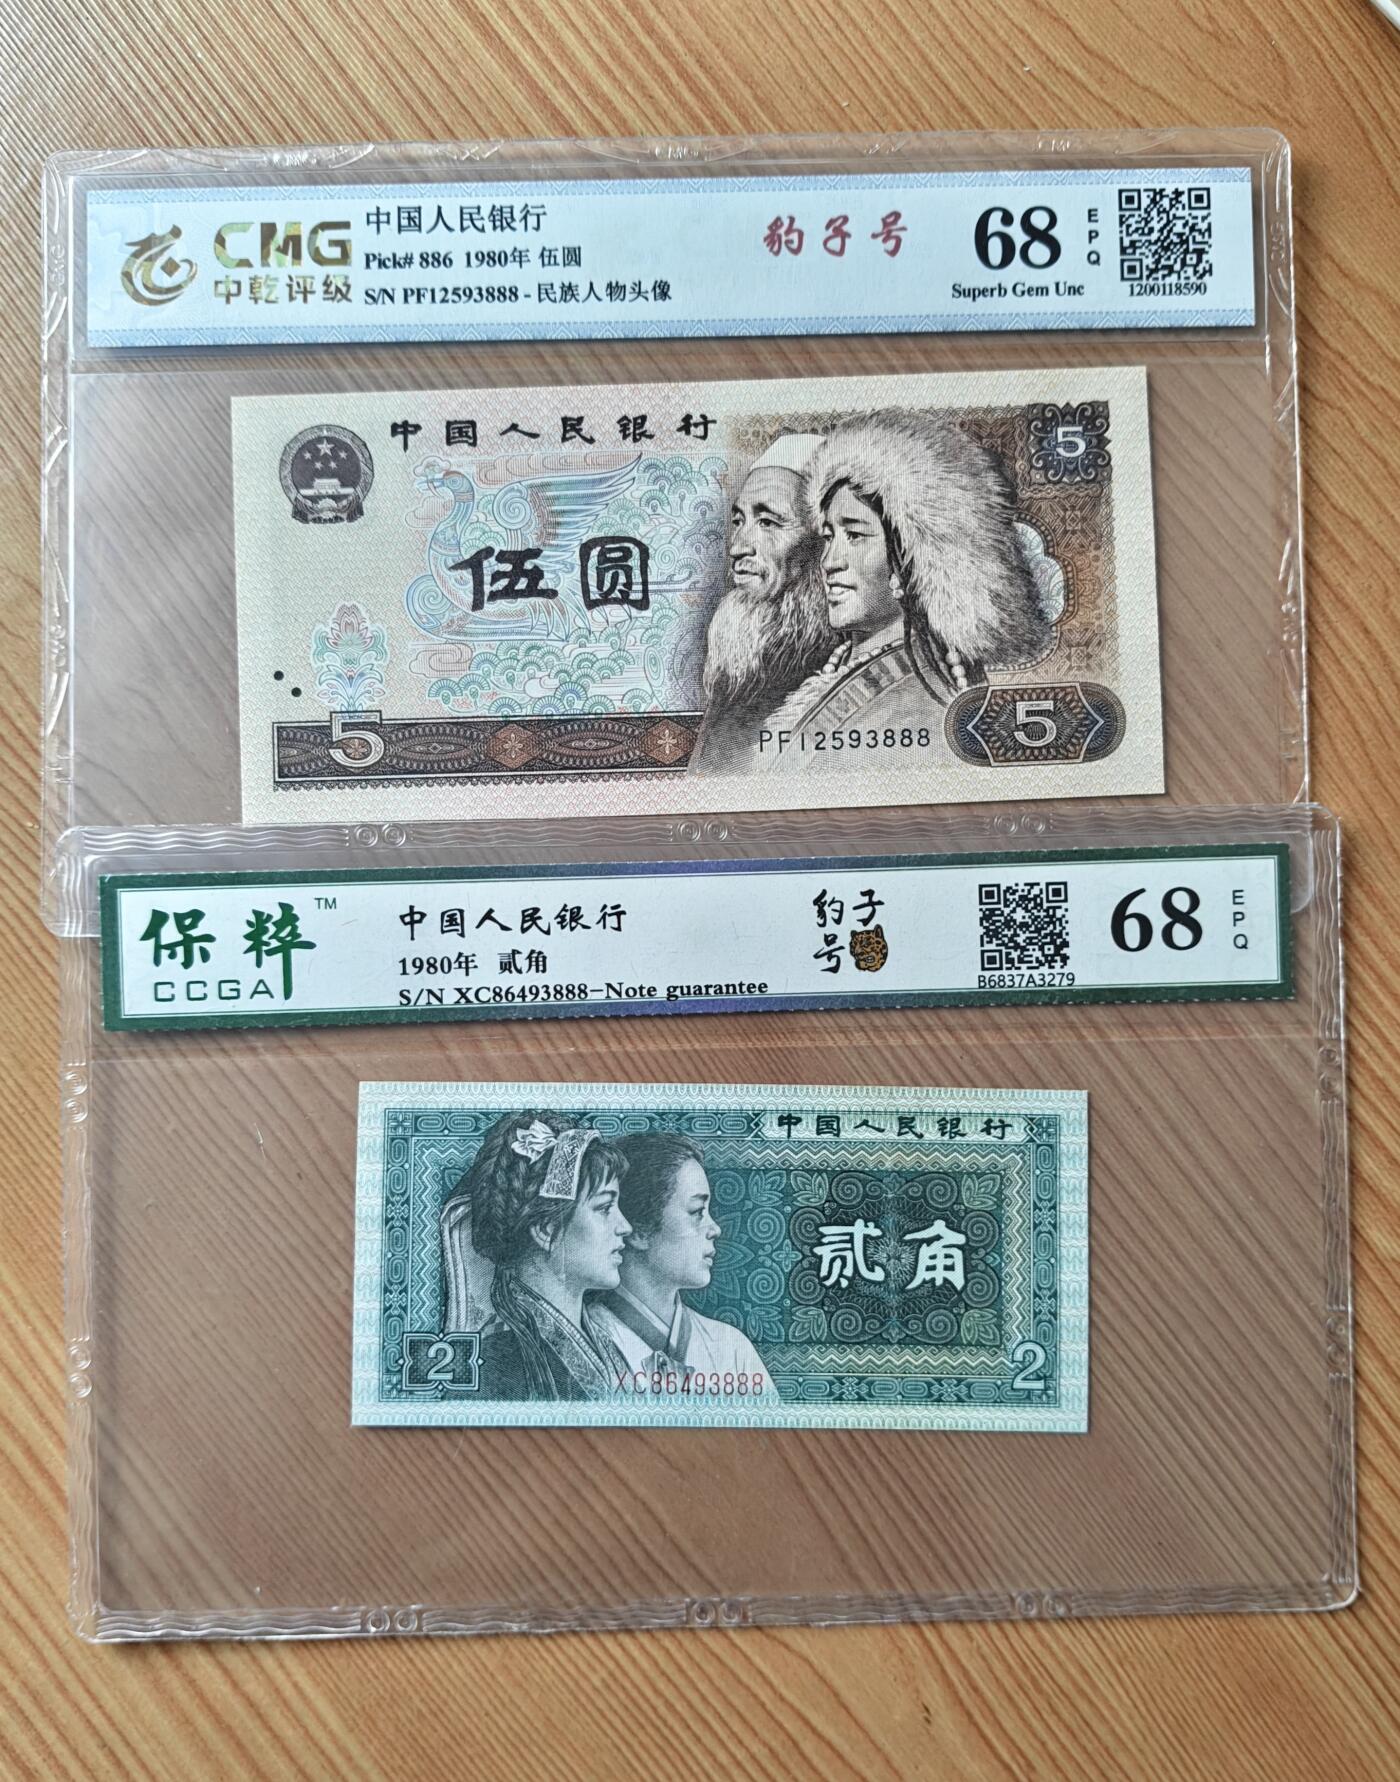 CMG
中乾评级
中国人民银行
Pick# 886 1980年 伍圆
S/N PF12593888 - 民族人物头像
豹子号
68
EPQ
Superb Gem Unc
1200118590
中国人民银行
5
伍圆
5
PF12593888
5
保粹™
CCGA
中国人民银行
1980年 贰角
S/N XC86493888-Note guarantee
豹子
号
B6837A3279
68
EPQ
中国人民银行
贰角
2
XC86493888
2